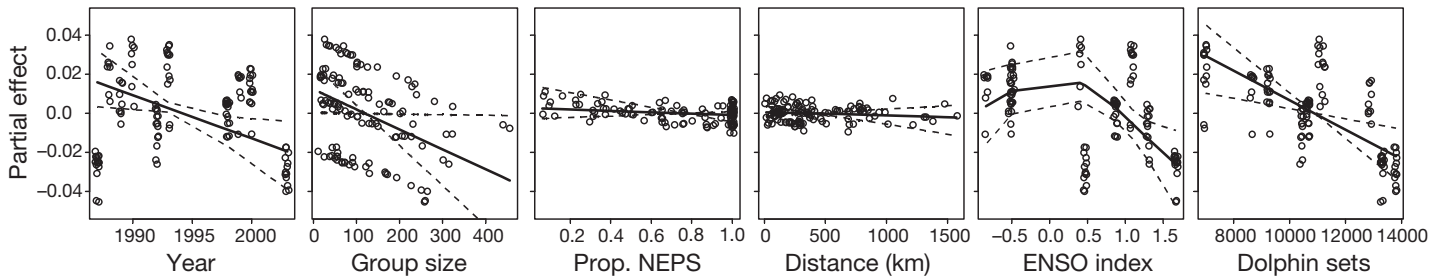 Partial effect
0.04
0.02
0.0
−0.02
−0.04
1990 1995 2000
Year
0 100 200 300 400
Group size
0.2 0.4 0.6 0.8 1.0
Prop. NEPS
0 500 1000 1500
Distance (km)
−0.5 0.0 0.5 1.0 1.5
ENSO index
8000 10000 12000 14000
Dolphin sets